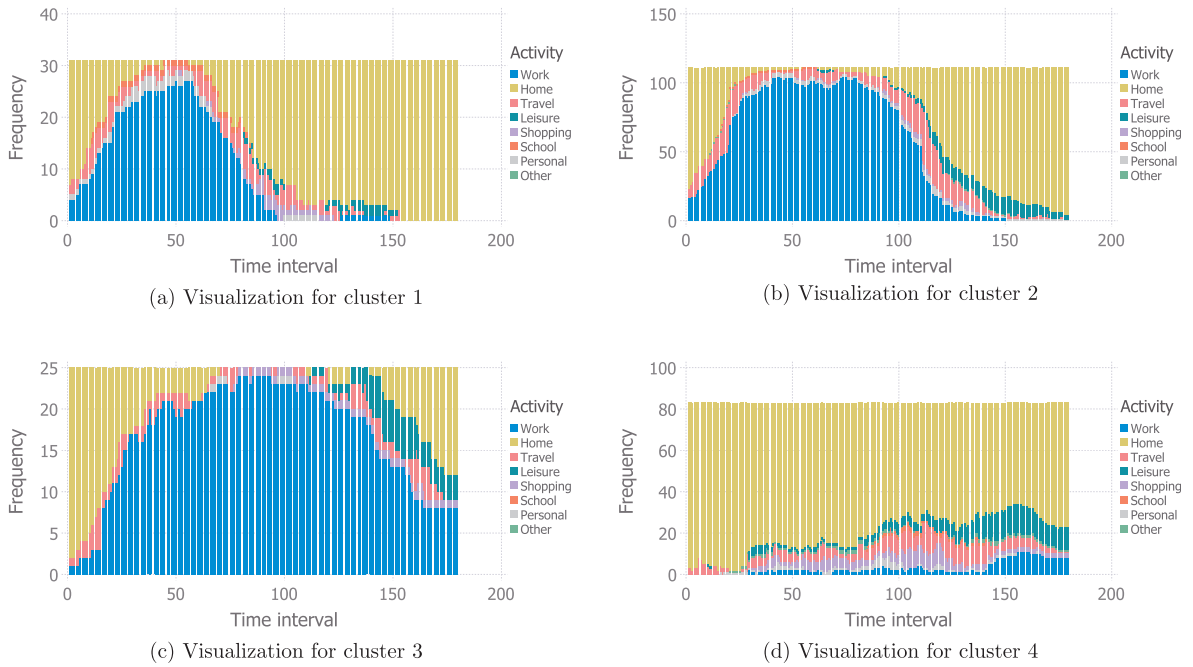 40
30
20
10
0
Frequency
0
50
100
150
200
Time interval
Activity
Work
Home
Travel
Leisure
Shopping
School
Personal
Other
(a) Visualization for cluster 1
150
100
50
0
Frequency
0
50
100
150
200
Time interval
Activity
Work
Home
Travel
Leisure
Shopping
School
Personal
Other
(b) Visualization for cluster 2
25
20
15
10
5
0
Frequency
0
50
100
150
200
Time interval
Activity
Work
Home
Travel
Leisure
Shopping
School
Personal
Other
(c) Visualization for cluster 3
100
80
60
40
20
0
Frequency
0
50
100
150
200
Time interval
Activity
Work
Home
Travel
Leisure
Shopping
School
Personal
Other
(d) Visualization for cluster 4